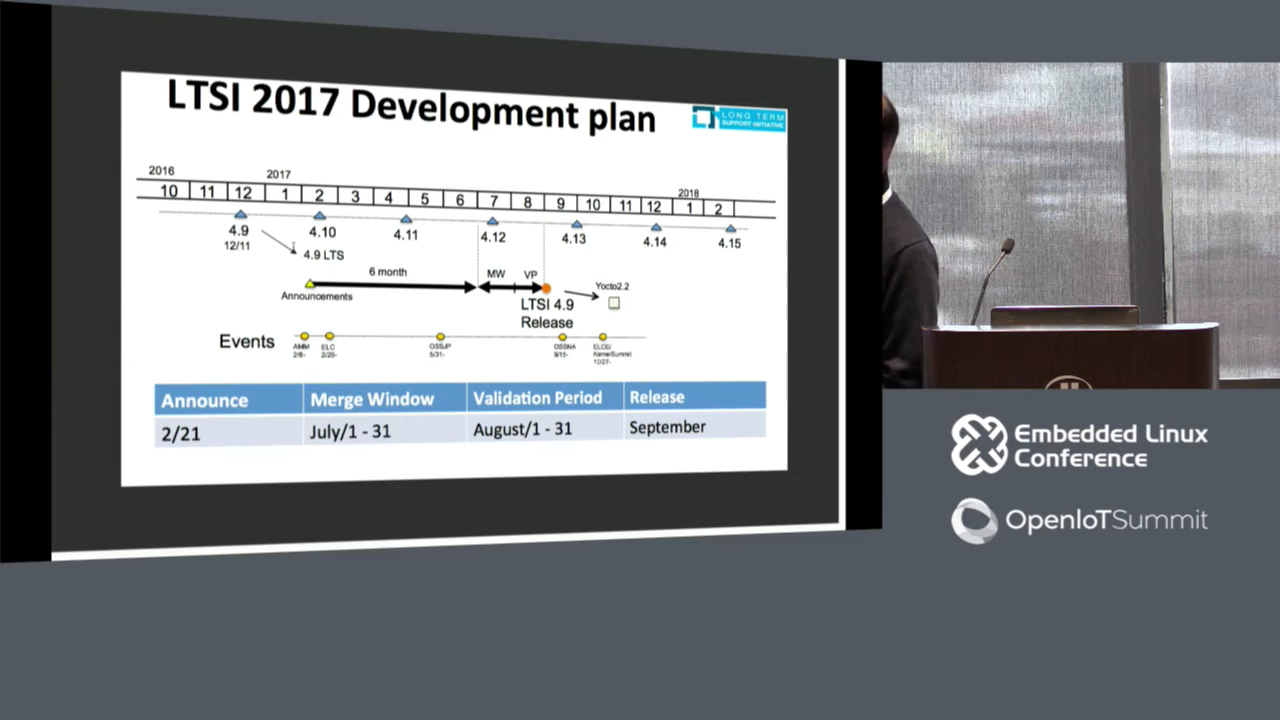 LTSI 2017 Development plan
LONG TERM
SUPPORT INITIATIVE
2016 2017 2018
10 11 12 1 2 3 4 5 6 7 8 9 10 11 12 1 2
4.9 4.10 4.11 4.12 4.13 4.14 4.15
12/11
4.9 LTS
6 month MW VP
Announcements
LTSI 4.9
Release
Yocto2.2
Events
AMM ELC OSSJP OSSNA ELCE/
2/8- 2/20- 5/31- 9/15- KernelSummit
10/27-
Announce Merge Window Validation Period Release
2/21 July/1 - 31 August/1 - 31 September
Embedded Linux
Conference
OpenIoTSummit